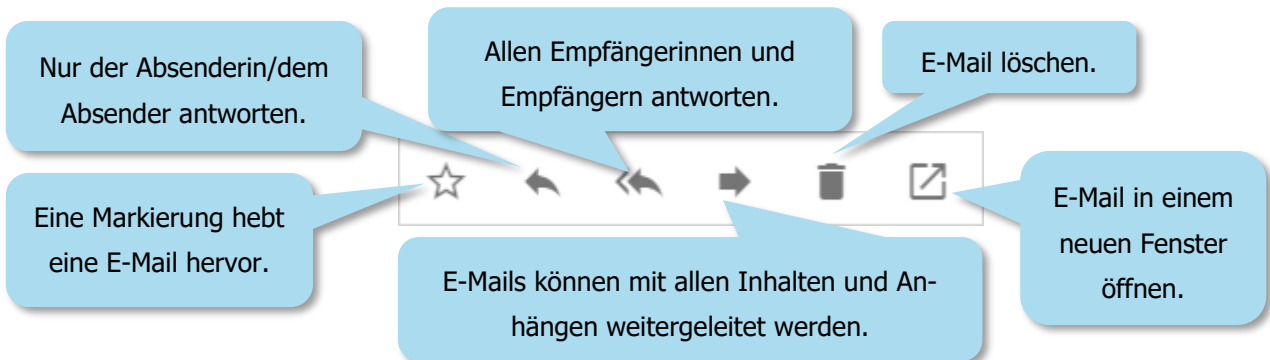 Nur der Absenderin/dem
Absender antworten.
Allen Empfängerinnen und
Empfängern antworten.
E-Mail löschen.
Eine Markierung hebt
eine E-Mail hervor.
E-Mails können mit allen Inhalten und An-
hängen weitergeleitet werden.
E-Mail in einem
neuen Fenster
öffnen.